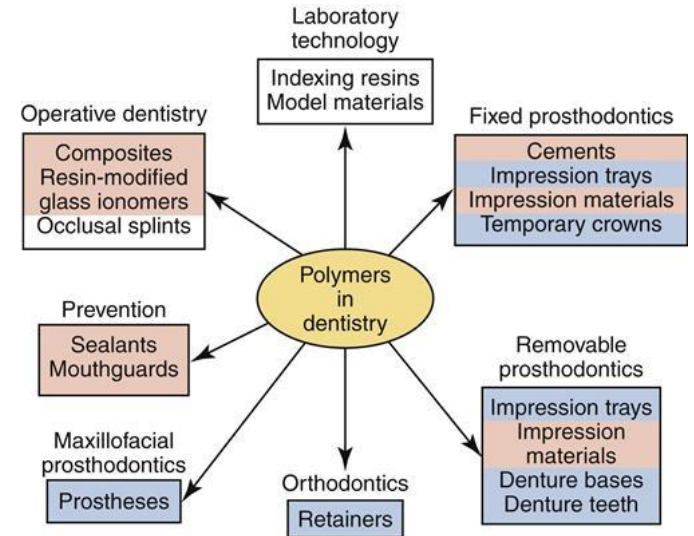 Laboratory
technology
Indexing resins
Model materials
Operative dentistry
Composites
Resin-modified
glass ionomers
Occlusal splints
Fixed prosthodontics
Cements
Impression trays
Impression materials
Temporary crowns
Polymers
in
dentistry
Prevention
Sealants
Mouthguards
Removable
prosthodontics
Impression trays
Impression
materials
Denture bases
Denture teeth
Maxillofacial
prosthodontics
Prostheses
Orthodontics
Retainers